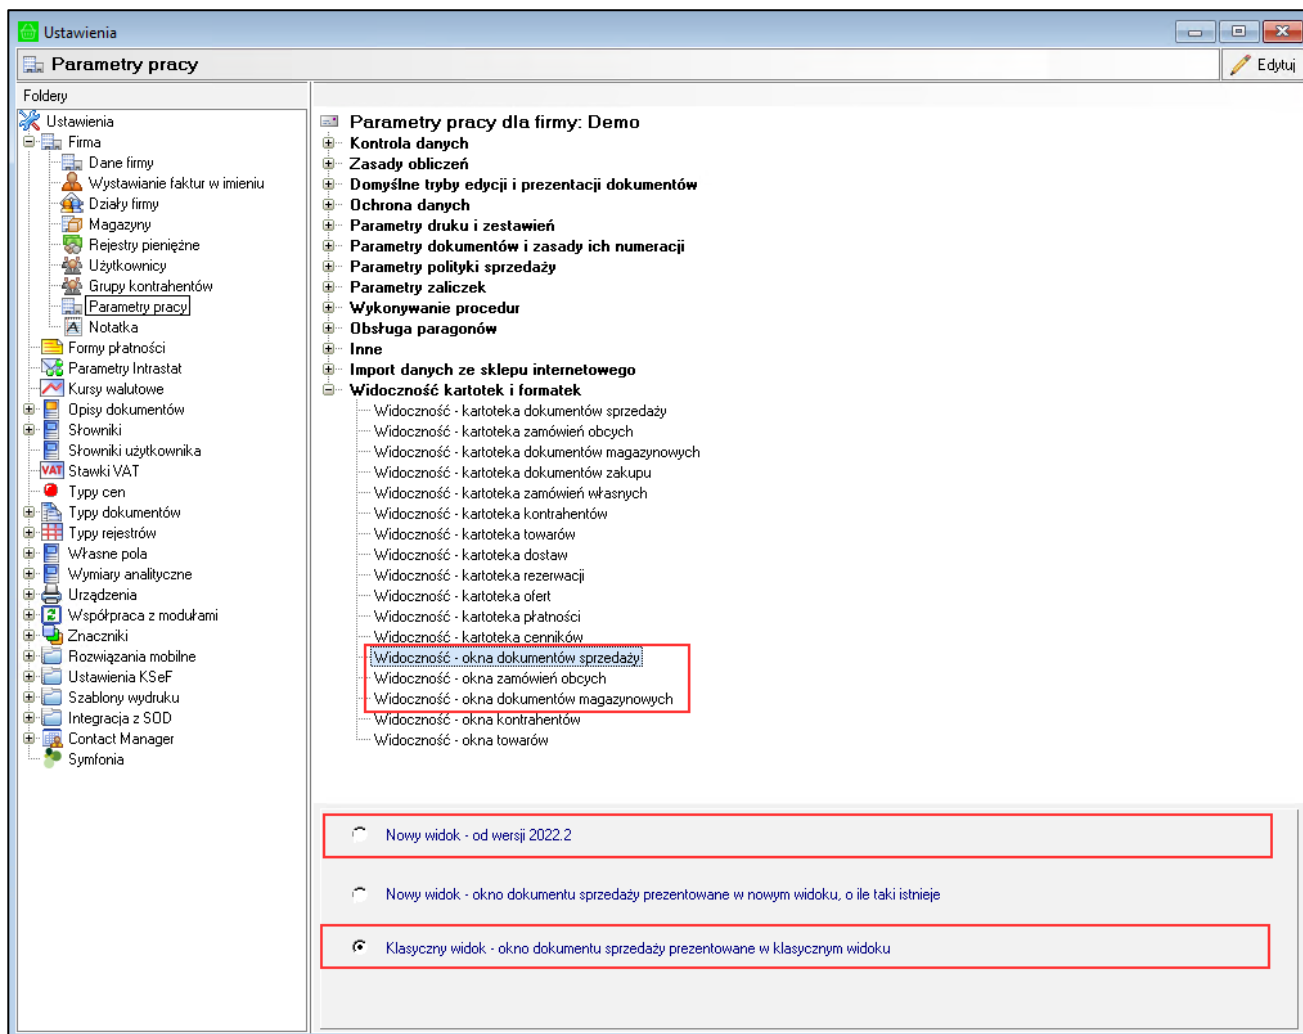 Ustawienia
Parametry pracy
Edytuj
Foldery
Ustawienia
Firma
Dane firmy
Wystawianie faktur w imieniu
Działy firmy
Magazyny
Rejestry pieniężne
Użytkownicy
Grupy kontrahentów
Parametry pracy
Notatka
Formy płatności
Parametry Intrastat
Kursy walutowe
Opisy dokumentów
Słowniki
Słowniki użytkownika
VAT Stawki VAT
Typy cen
Typy dokumentów
Typy rejestrów
Własne pola
Wymiary analityczne
Urządzenia
Współpraca z modułami
Znaczniki
Rozwiązania mobilne
Ustawienia KSeF
Szablony wydruku
Integracja z SOD
Contact Manager
Symfonia
Parametry pracy dla firmy: Demo
Kontrola danych
Zasady obliczeń
Domyślne tryby edycji i prezentacji dokumentów
Ochrona danych
Parametry druku i zestawień
Parametry dokumentów i zasady ich numeracji
Parametry polityki sprzedaży
Parametry zaliczek
Wykonywanie procedur
Obsługa paragonów
Inne
Import danych ze sklepu internetowego
Widoczność kartotek i formatek
Widoczność - kartoteka dokumentów sprzedaży
Widoczność - kartoteka zamówień obcych
Widoczność - kartoteka dokumentów magazynowych
Widoczność - kartoteka dokumentów zakupu
Widoczność - kartoteka zamówień własnych
Widoczność - kartoteka kontrahentów
Widoczność - kartoteka towarów
Widoczność - kartoteka dostaw
Widoczność - kartoteka rezerwacji
Widoczność - kartoteka ofert
Widoczność - kartoteka płatności
Widoczność - kartoteka cenników
Widoczność - okna dokumentów sprzedaży
Widoczność - okna zamówień obcych
Widoczność - okna dokumentów magazynowych
Widoczność - okna kontrahentów
Widoczność - okna towarów
Nowy widok - od wersji 2022.2
Nowy widok - okno dokumentu sprzedaży prezentowane w nowym widoku, o ile taki istnieje
Klasyczny widok - okno dokumentu sprzedaży prezentowane w klasycznym widoku